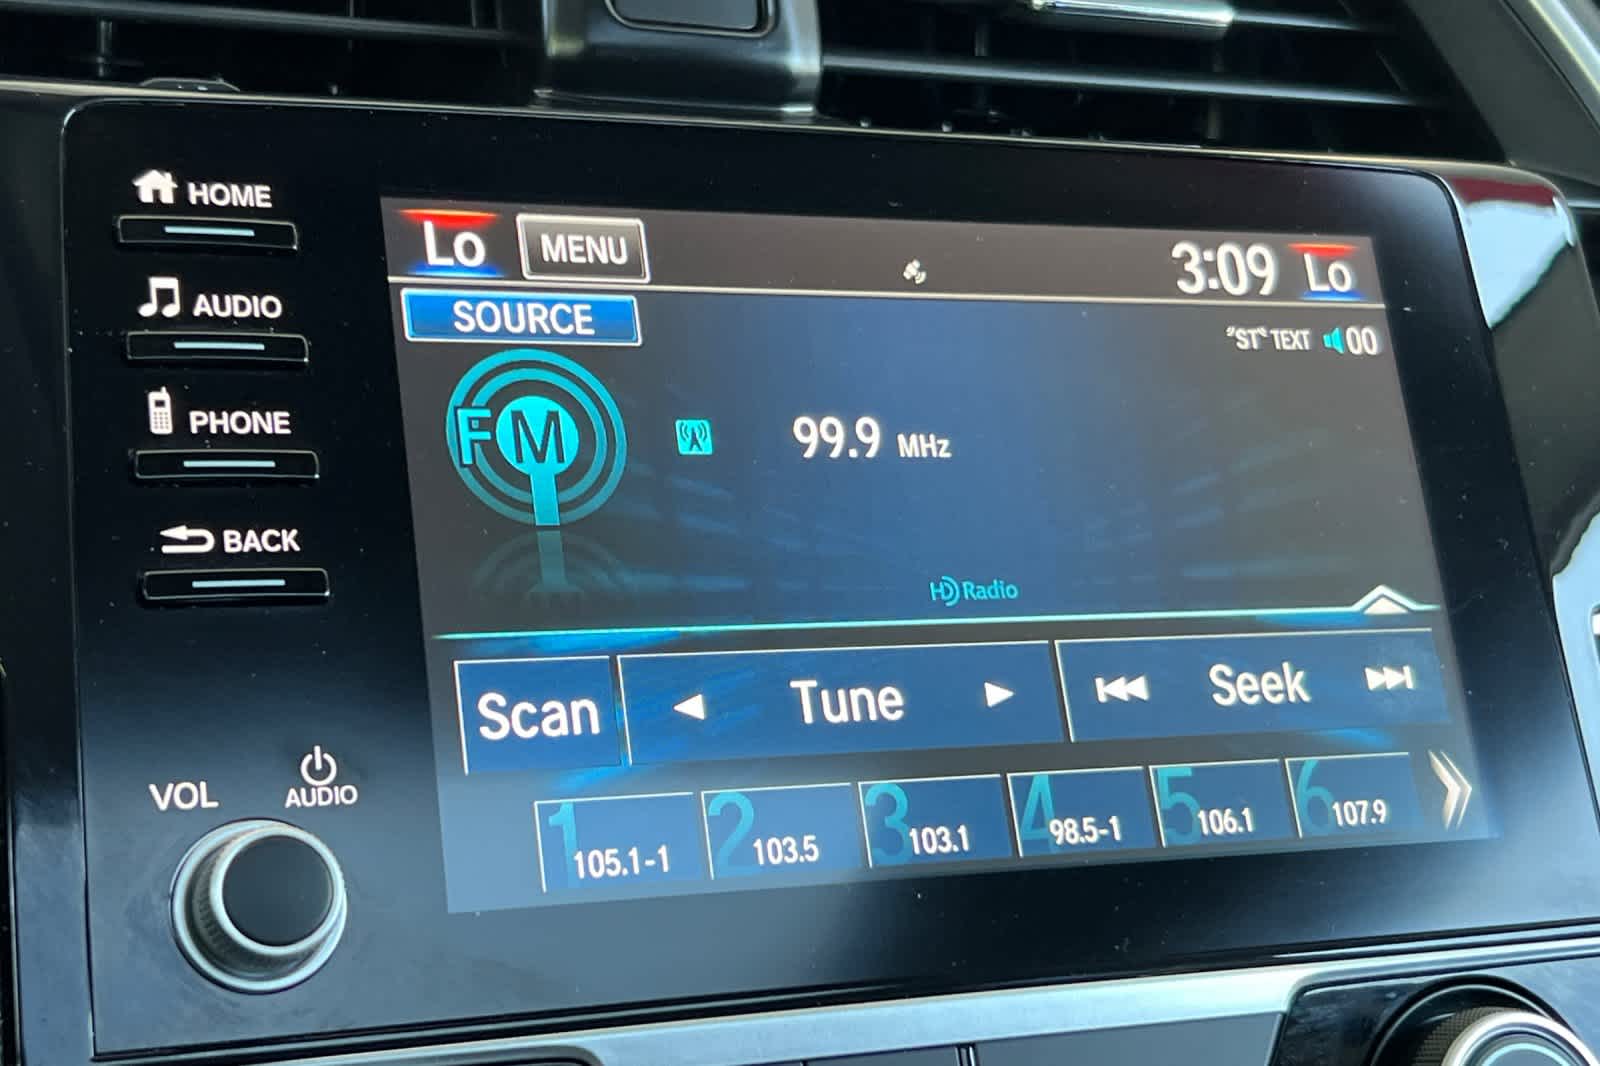 HOME
AUDIO
PHONE
BACK
VOL
AUDIO
Lo MENU 3:09 Lo
SOURCE
"ST" TEXT 00
FM 99.9 MHz
HD Radio
Scan Tune Seek
1 105.1-1
2 103.5
3 103.1
4 98.5-1
5 106.1
6 107.9